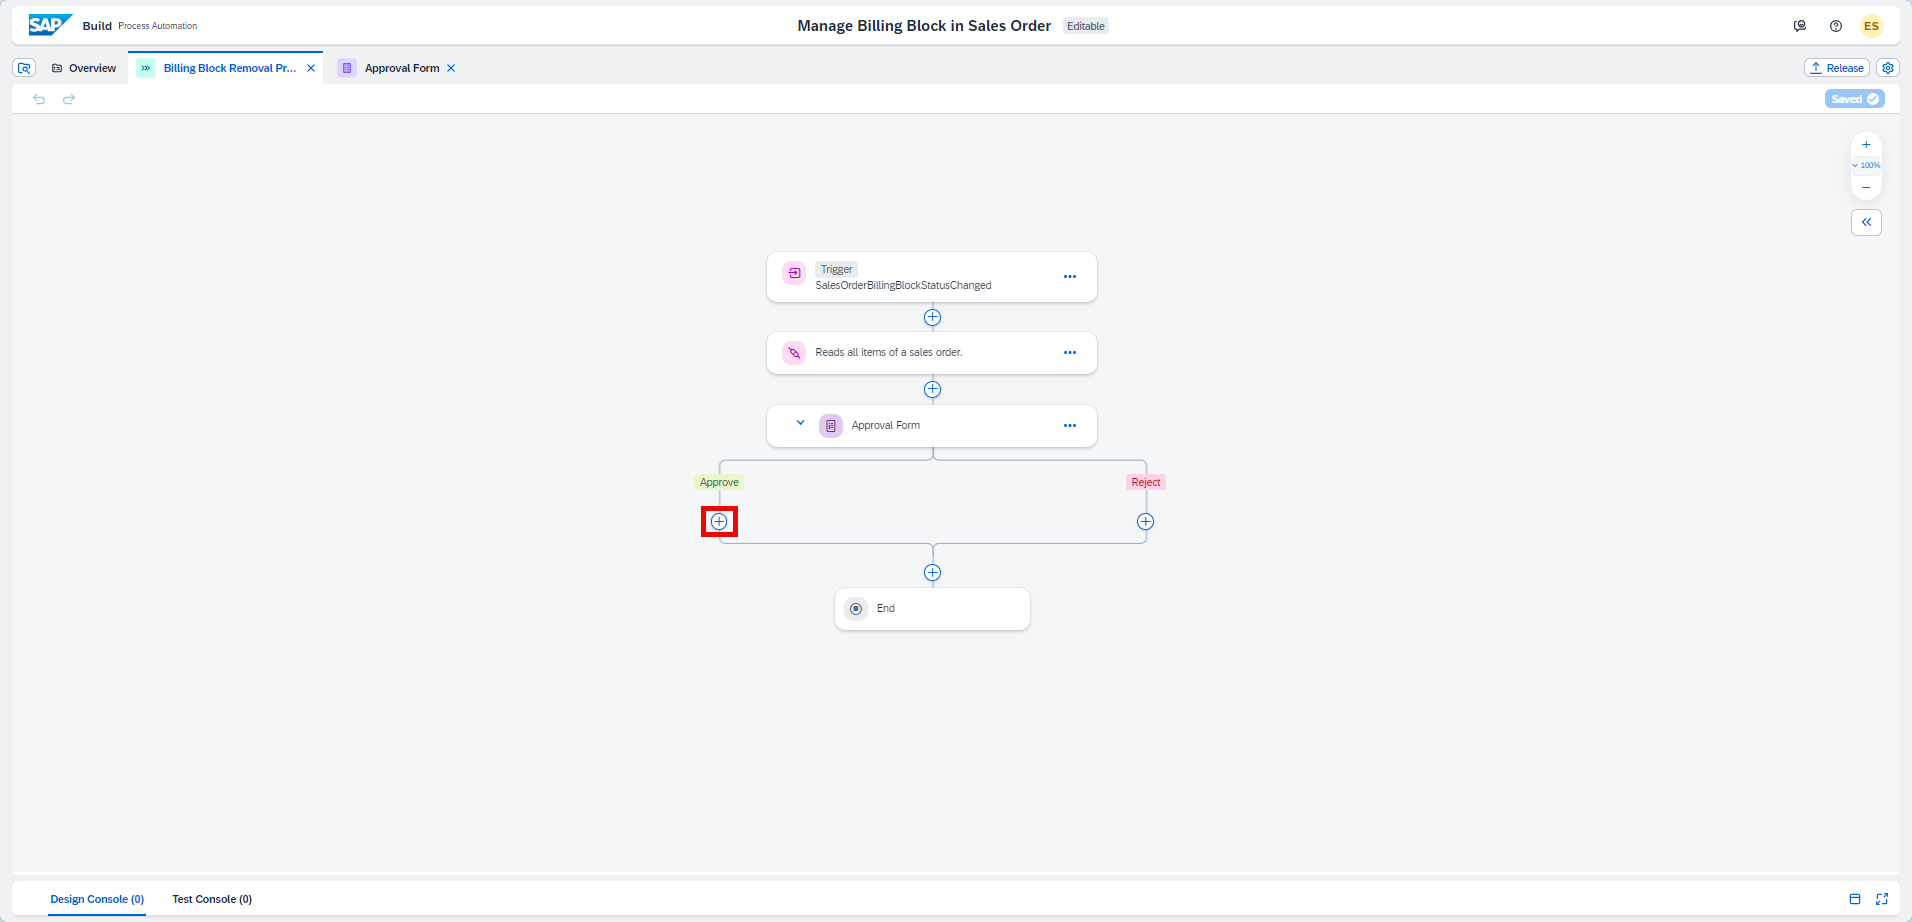 SAP Build Process Automation
Manage Billing Block in Sales Order Editable
ES
Overview
Billing Block Removal Pr...
Approval Form
Release
Saved
100%
Trigger
SalesOrderBillingBlockStatusChanged
Reads all items of a sales order.
Approval Form
Approve
Reject
End
Design Console (0)
Test Console (0)